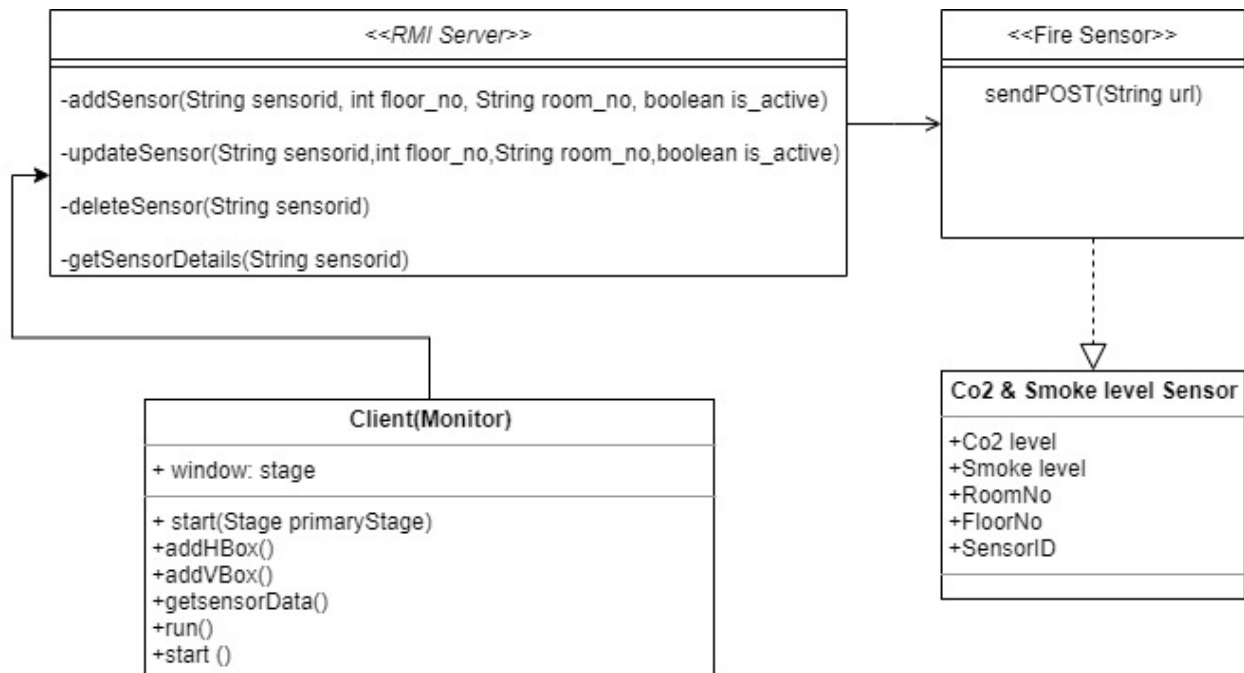 <<RMI Server>>
-addSensor(String sensorid, int floor_no, String room_no, boolean is_active)
-updateSensor(String sensorid,int floor_no,String room_no,boolean is_active)
-deleteSensor(String sensorid)
-getSensorDetails(String sensorid)
<<Fire Sensor>>
sendPOST(String url)
Client(Monitor)
+ window: stage
+ start(Stage primaryStage)
+addHBox()
+addVBox()
+getsensorData()
+run()
+start ()
Co2 & Smoke level Sensor
+Co2 level
+Smoke level
+RoomNo
+FloorNo
+SensorID